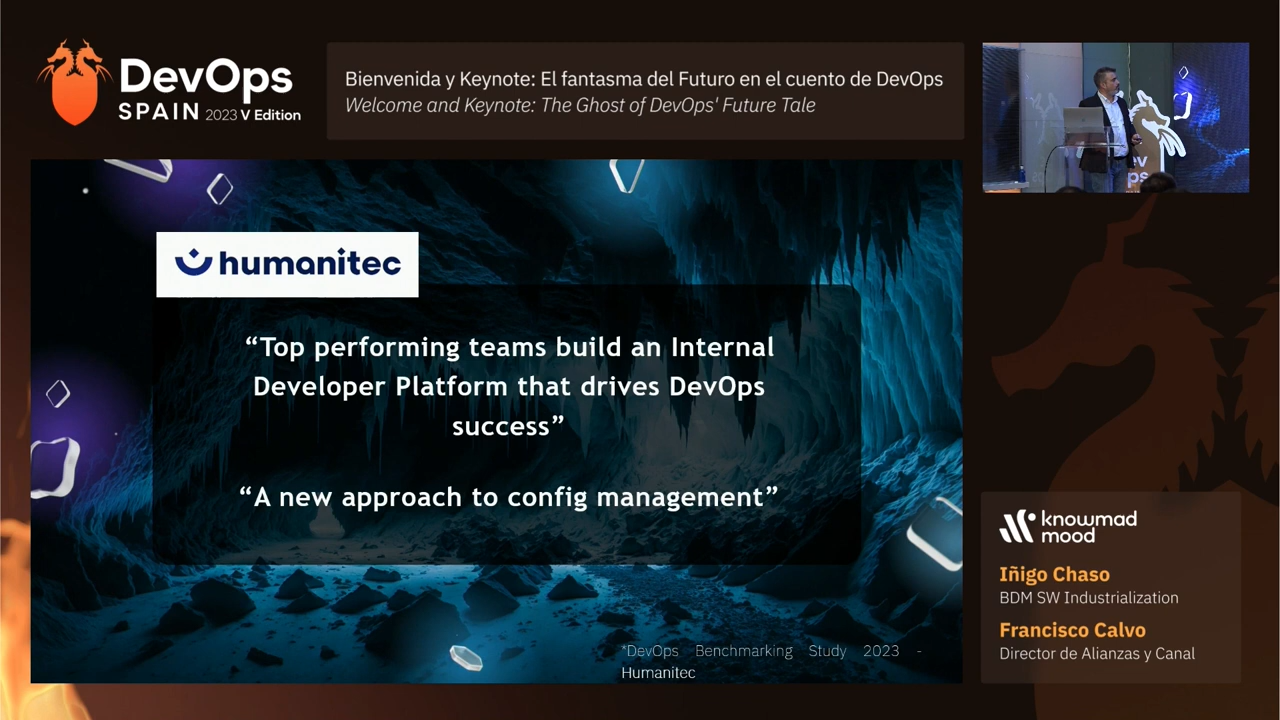 DevOps
SPAIN 2023 V Edition
Bienvenida y Keynote: El fantasma del Futuro en el cuento de DevOps
Welcome and Keynote: The Ghost of DevOps' Future Tale
humanitec
“Top performing teams build an Internal
Developer Platform that drives DevOps
success”
“A new approach to config management”
*DevOps Benchmarking Study 2023 -
Humanitec
ev
ps
knowmad
mood
Iñigo Chaso
BDM SW Industrialization
Francisco Calvo
Director de Alianzas y Canal